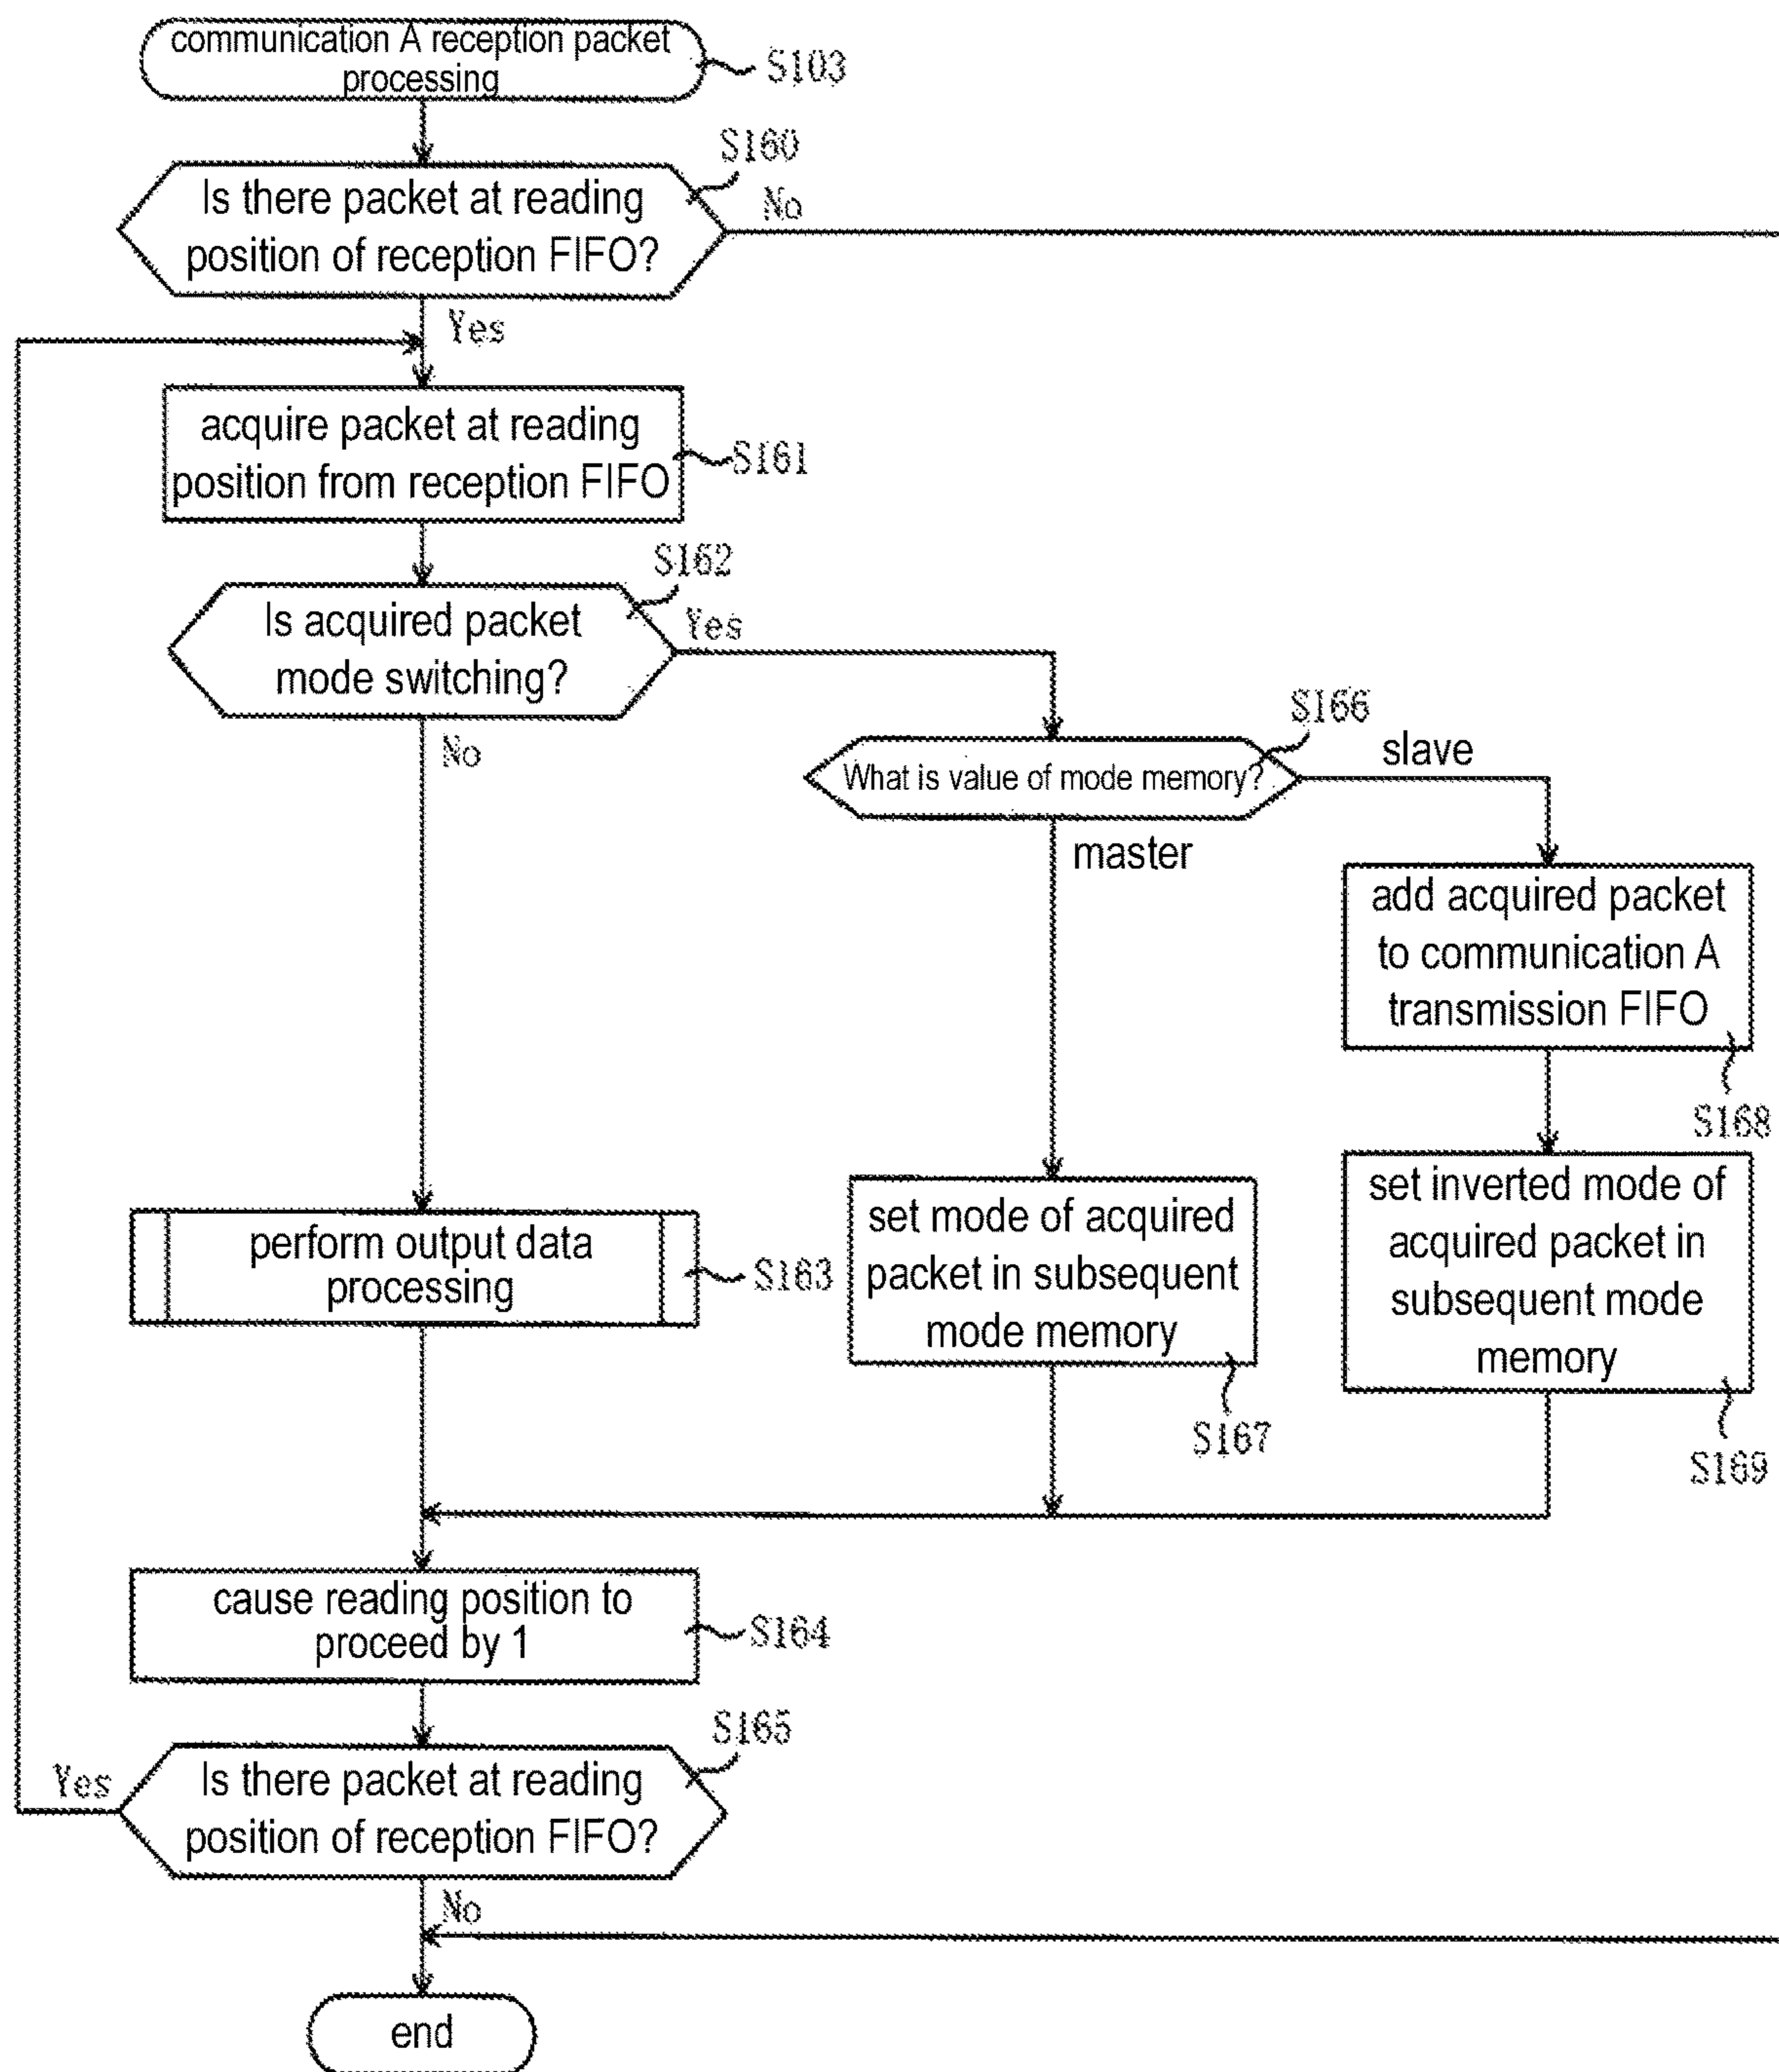 communication A reception packet
processing
S103
S160
Is there packet at reading
position of reception FIFO?
No
Yes
acquire packet at reading
position from reception FIFO
S161
S162
Is acquired packet
mode switching?
Yes
No
S166
What is value of mode memory?
slave
master
add acquired packet
to communication A
transmission FIFO
S168
perform output data
processing
S163
set mode of acquired
packet in subsequent
mode memory
S167
set inverted mode of
acquired packet in
subsequent mode
memory
S169
cause reading position to
proceed by 1
S164
S165
Is there packet at reading
position of reception FIFO?
Yes
No
end